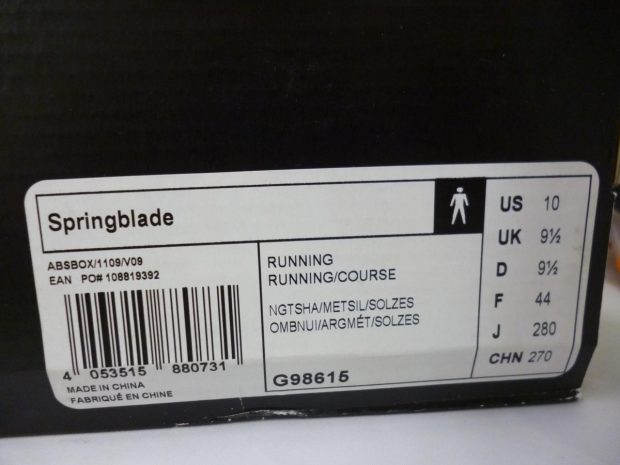 Springblade
ABSBOX/1109/V09
EAN PO# 108819392
4 053515 880731
MADE IN CHINA
FABRIQUÉ EN CHINE
RUNNING
RUNNING/COURSE
NGTSHA/METSIL/SOLZES
OMBNUI/ARGMÉT/SOLZES
G98615
US 10
UK 9½
D 9½
F 44
J 280
CHN 270